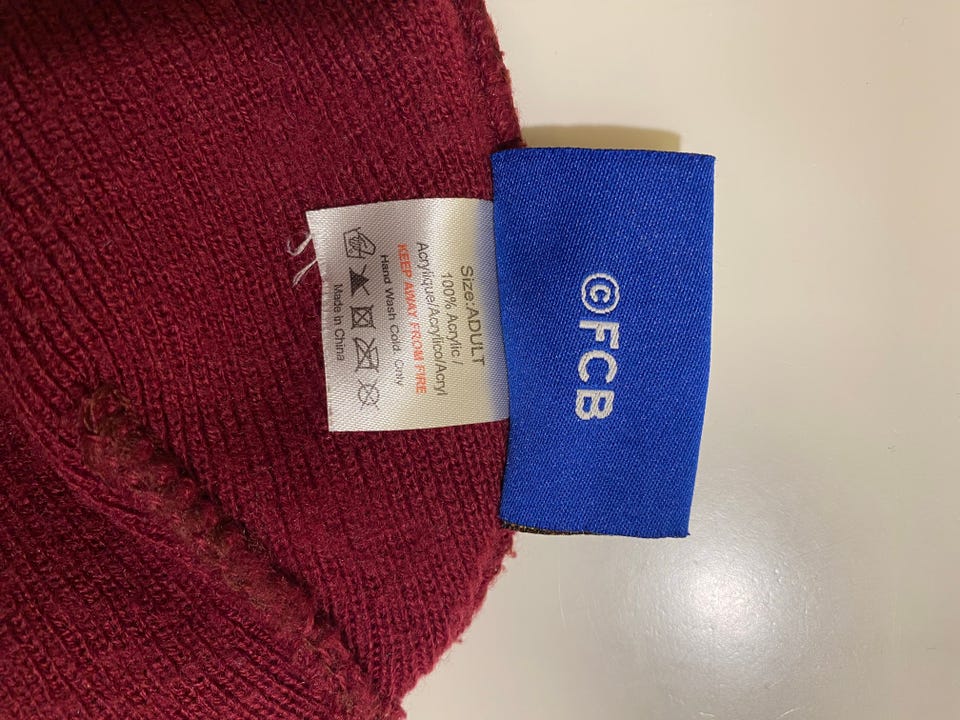 ©FCB
Size:ADULT
100% Acrylic /
Acrylique/Acrylico/Acryl
KEEP AWAY FROM FIRE
Hand Wash Cold. Only
Made in China